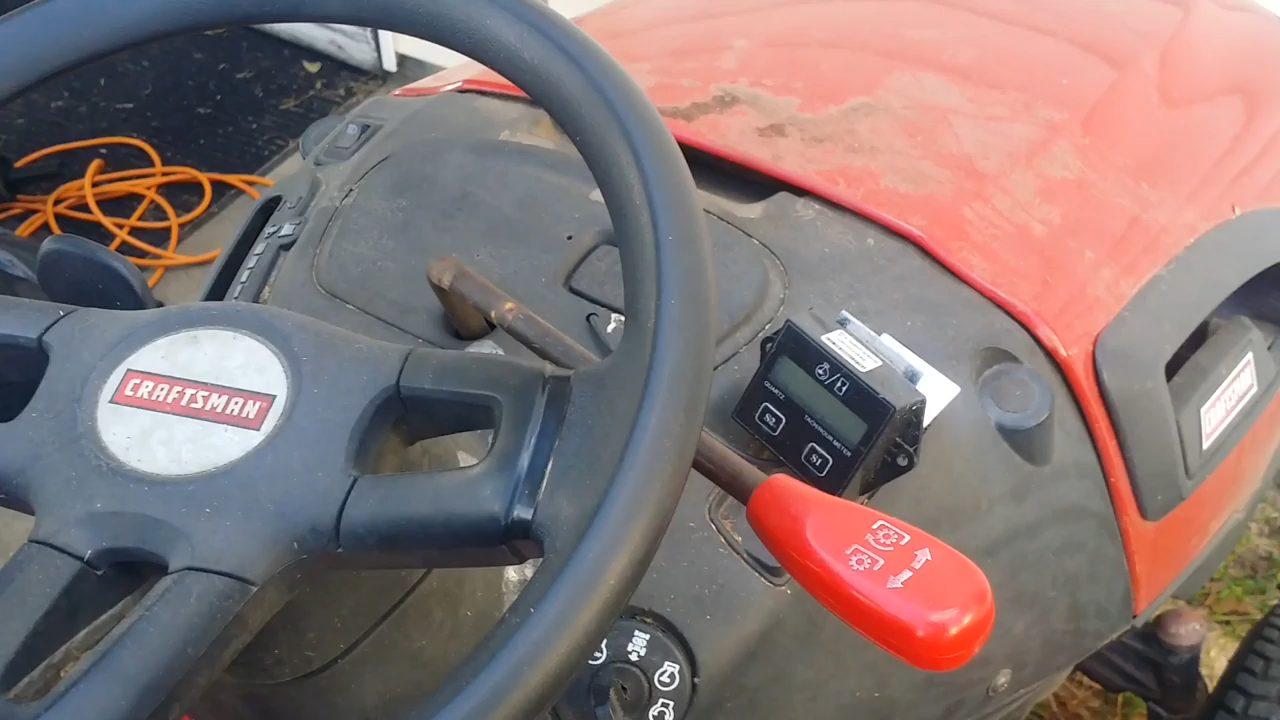 CRAFTSMAN
QUARTZ
TACH/HOUR METER
S2
S1
CRAFTSMAN